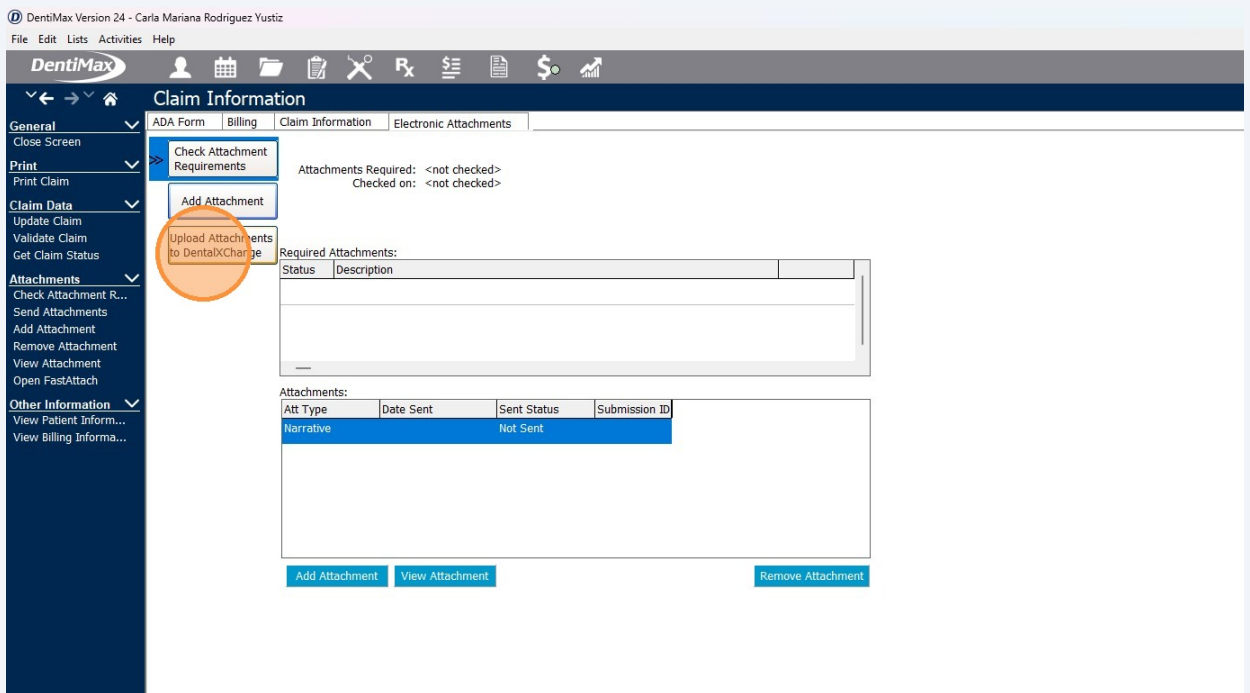 DentiMax Version 24 - Carla Mariana Rodriguez Yustiz
File Edit Lists Activities Help
DentiMax
Claim Information
General
Close Screen
Print
Print Claim
Claim Data
Update Claim
Validate Claim
Get Claim Status
Attachments
Check Attachment R...
Send Attachments
Add Attachment
Remove Attachment
View Attachment
Open FastAttach
Other Information
View Patient Inform...
View Billing Informa...
ADA Form Billing Claim Information Electronic Attachments
Check Attachment
Requirements
Add Attachment
Upload Attachments
to DentalXChange
Attachments Required: <not checked>
Checked on: <not checked>
Required Attachments:
Status Description
Attachments:
Att Type Date Sent Sent Status Submission ID
Narrative Not Sent
Add Attachment View Attachment Remove Attachment